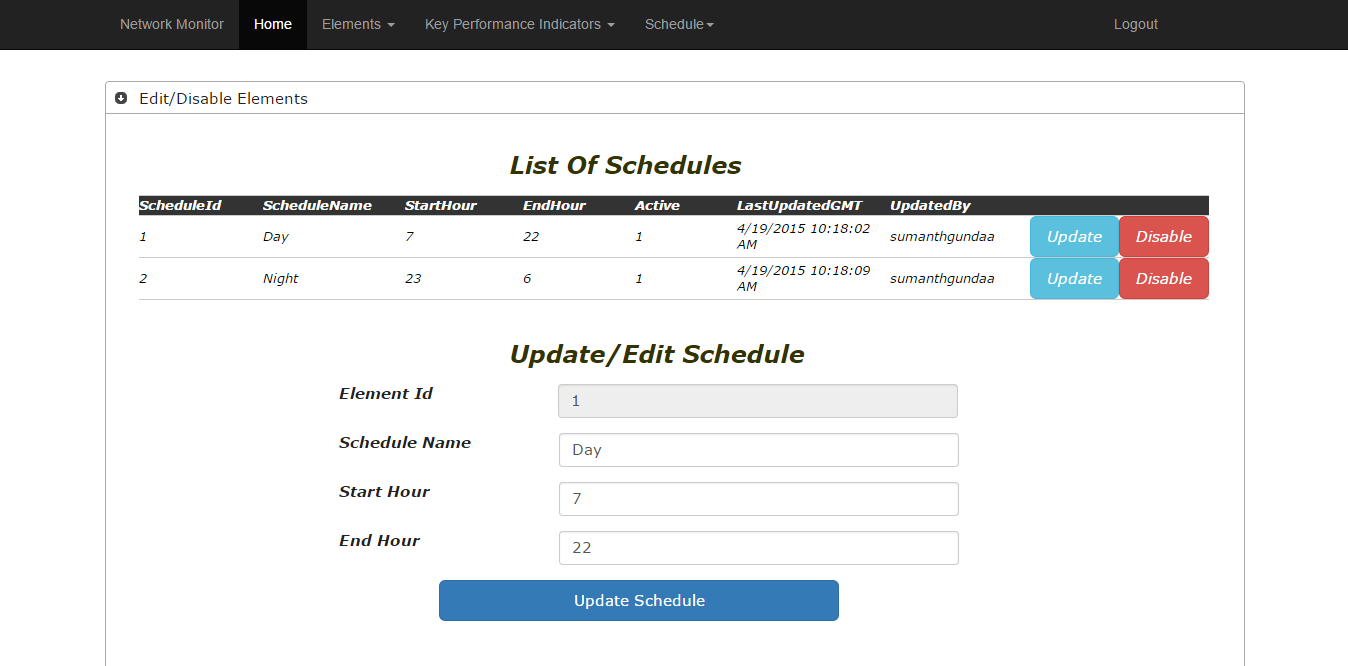 Network Monitor Home Elements Key Performance Indicators Schedule Logout
Edit/Disable Elements
List Of Schedules
ScheduleId ScheduleName StartHour EndHour Active LastUpdatedGMT UpdatedBy
1 Day 7 22 1 4/19/2015 10:18:02 AM sumanthgundaa Update Disable
2 Night 23 6 1 4/19/2015 10:18:09 AM sumanthgundaa Update Disable
Update/Edit Schedule
Element Id 1
Schedule Name Day
Start Hour 7
End Hour 22
Update Schedule